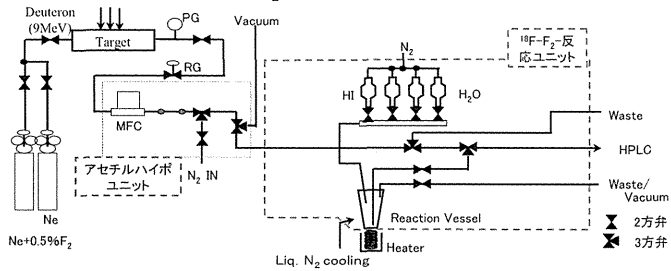 Deuteron
(9MeV)
PG
Vacuum
Target
RG
N₂
¹⁸F-F₂-反
応ユニット
HI
H₂O
MFC
Waste
HPLC
アセチルハイポ
ユニット
N₂ IN
Waste/
Vacuum
Ne
Reaction Vessel
2方弁
Ne+0.5%F₂
Heater
3方弁
Liq. N₂ cooling